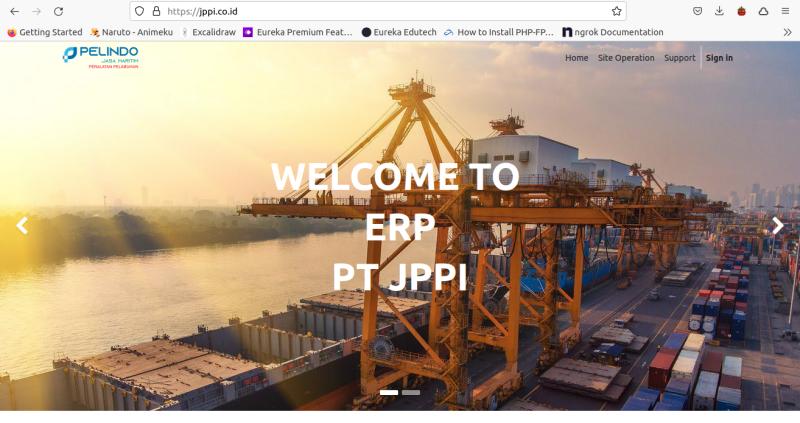 https://jppi.co.id
Getting Started
Naruto - Animeku
Excalidraw
Eureka Premium Feat…
Eureka Edutech
How to Install PHP-FP…
ngrok Documentation
PELINDO
JASA MARITIM
PERALATAN PELABUHAN
Home Site Operation Support Sign in
WELCOME TO
ERP
PT JPPI